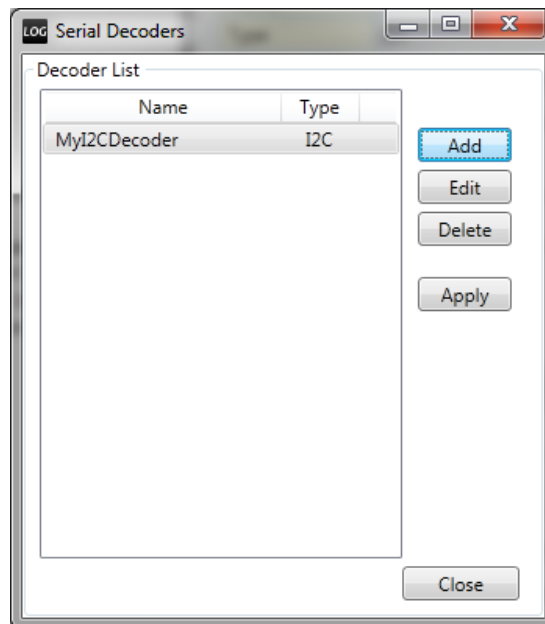 LOG Serial Decoders
Decoder List
Name Type
MyI2CDecoder I2C
Add
Edit
Delete
Apply
Close